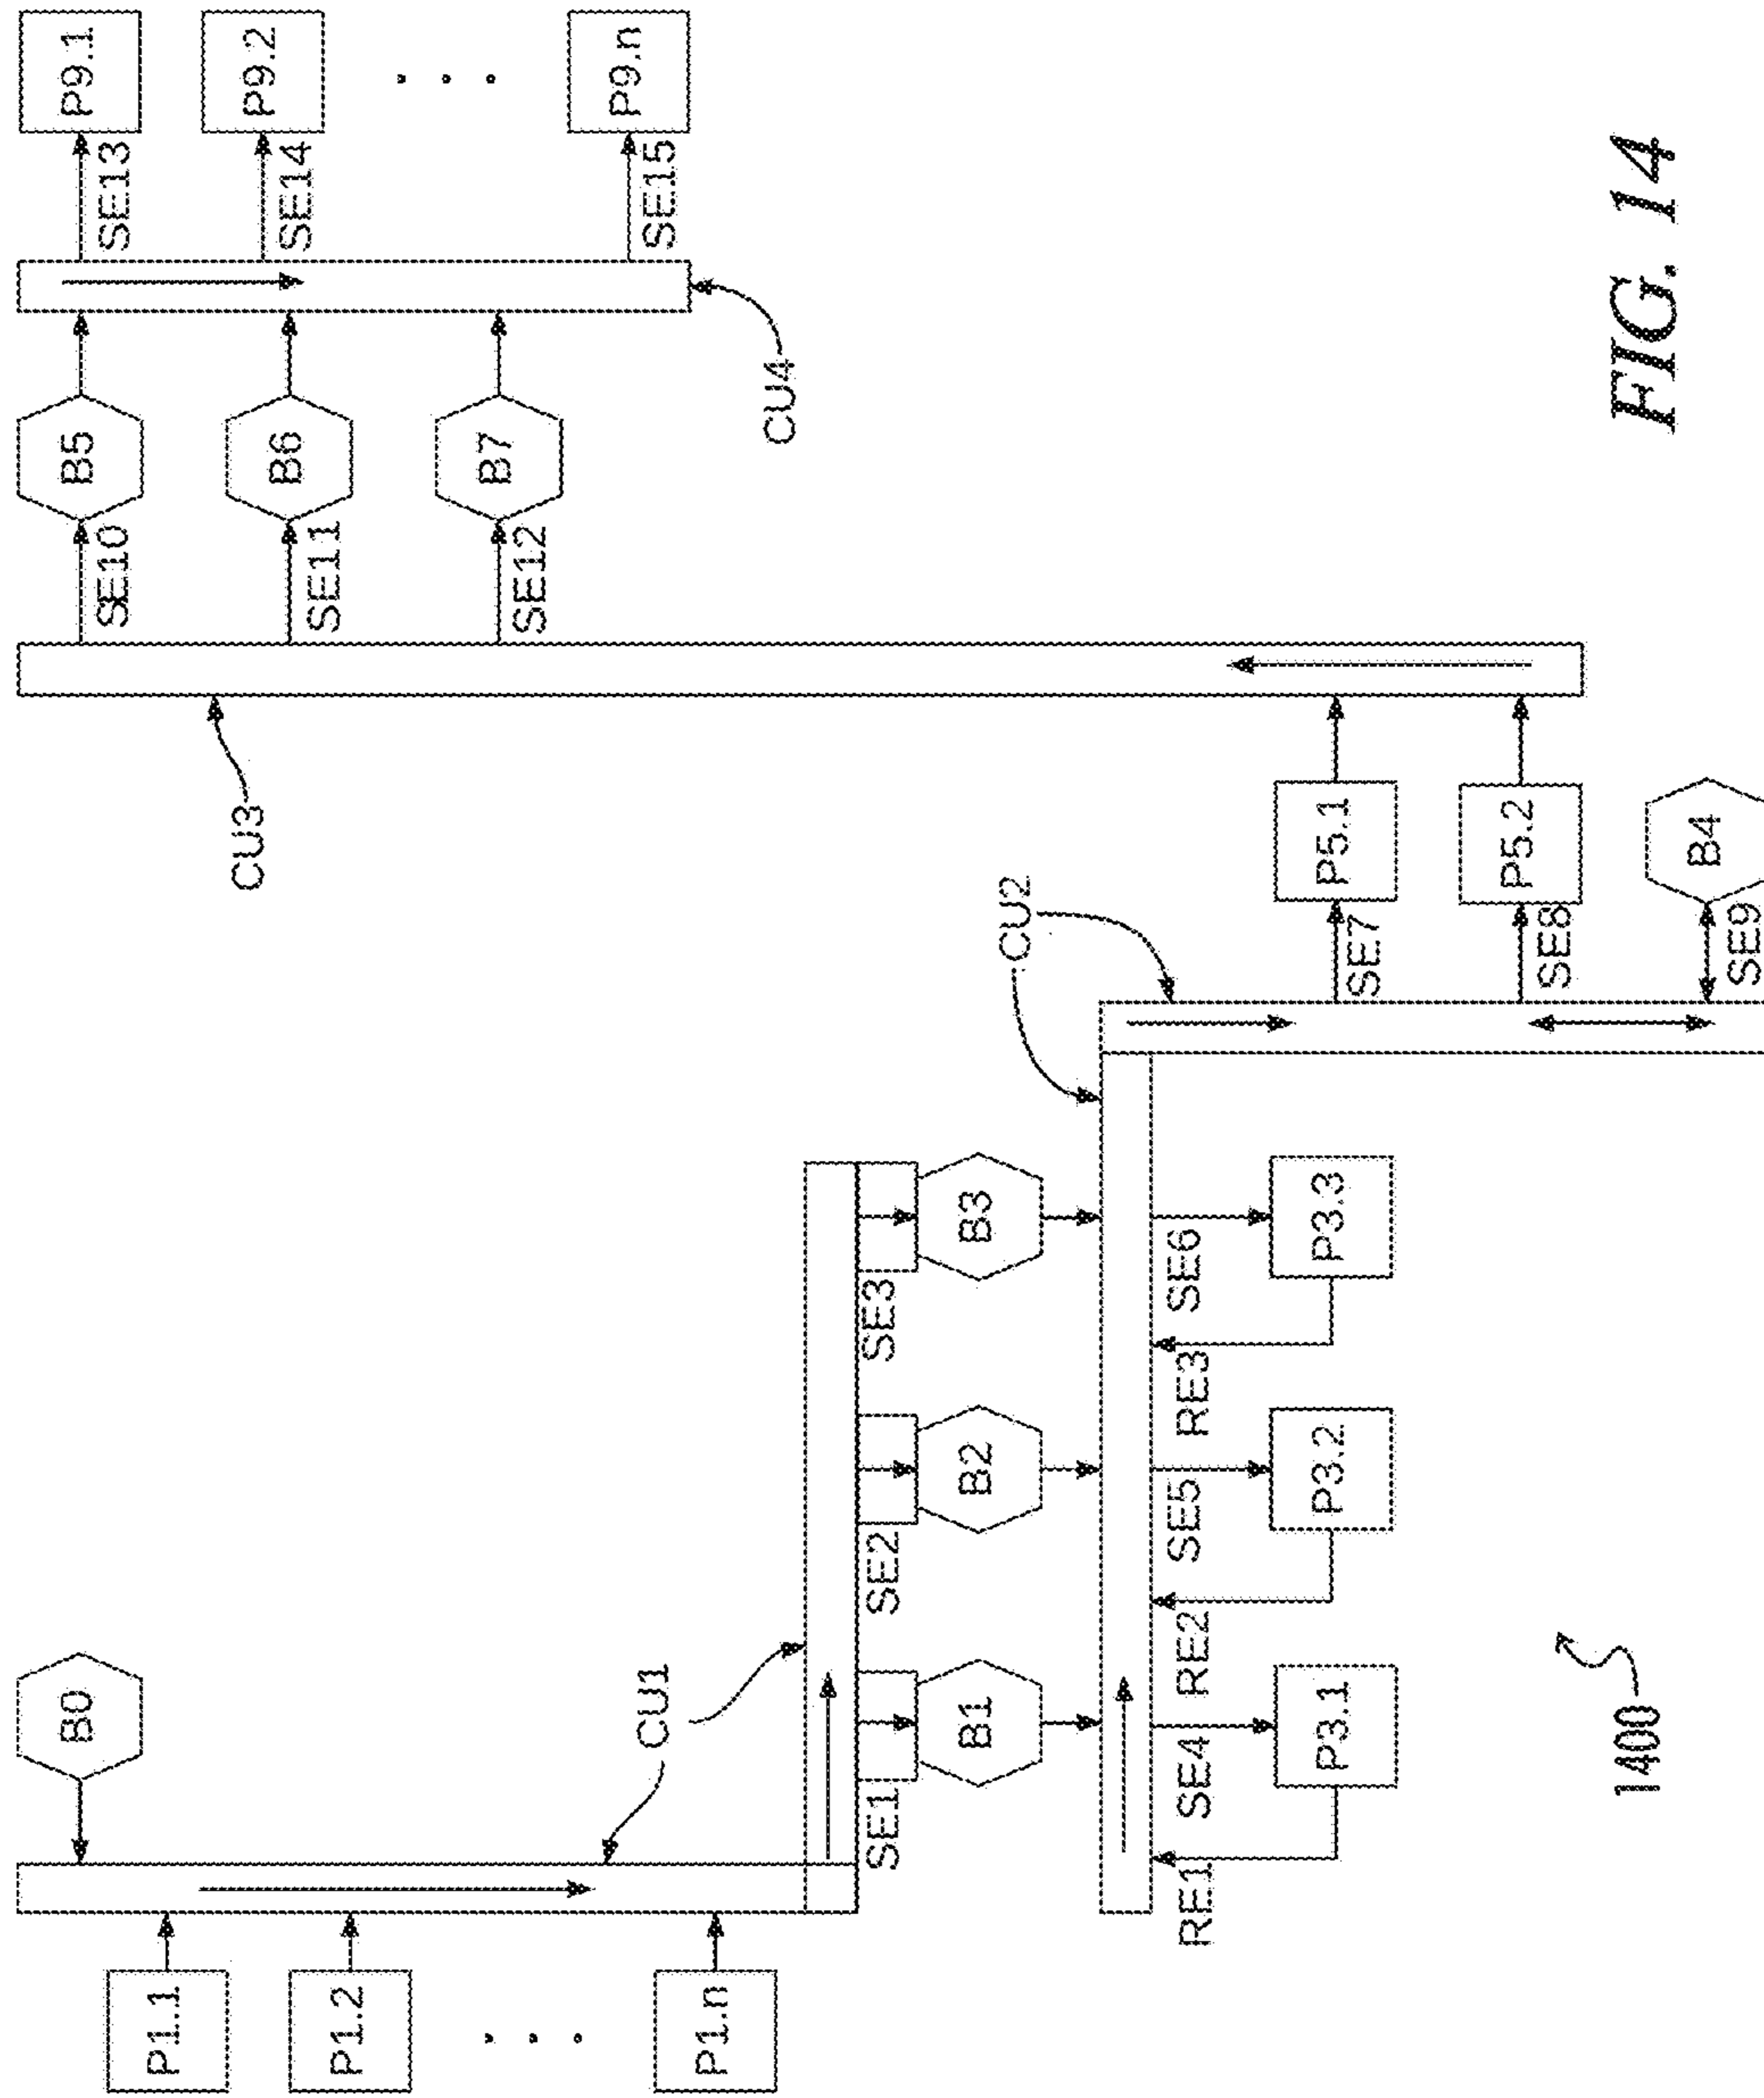 P9.1
P9.2
. . .
P9.n
SE13
SE14
SE15
CU4
B5
B6
B7
SE10
SE11
SE12
CU3
P5.1
P5.2
B4
SE7
SE8
SE9
CU2
B3
SE3
SE6
P3.3
RE3
B2
SE2
SE5
P3.2
RE2
B0
CU1
B1
SE1
SE4
P3.1
RE1
P1.1
P1.2
. . .
P1.n
1400
FIG. 14